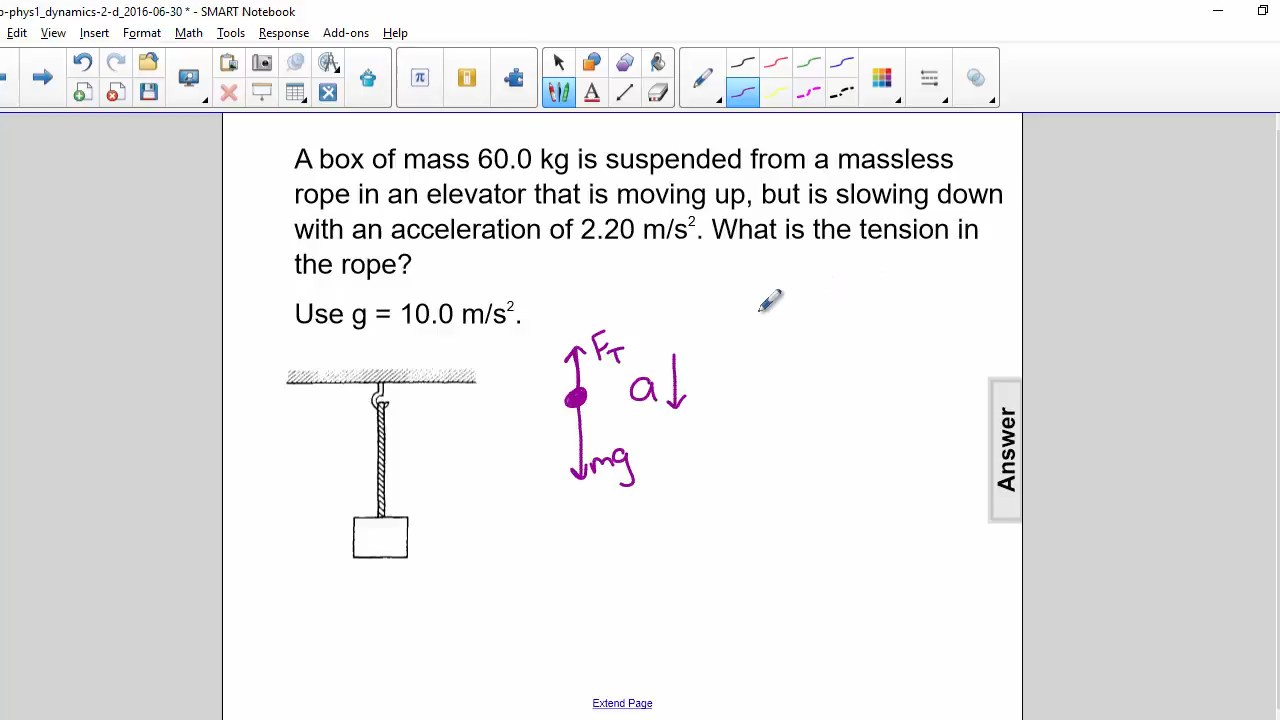 o-phys1_dynamics-2-d_2016-06-30 * - SMART Notebook
Edit View Insert Format Math Tools Response Add-ons Help
π
A
A box of mass 60.0 kg is suspended from a massless
rope in an elevator that is moving up, but is slowing down
with an acceleration of 2.20 m/s². What is the tension in
the rope?
Use g = 10.0 m/s².
FT
a
mg
Answer
Extend Page